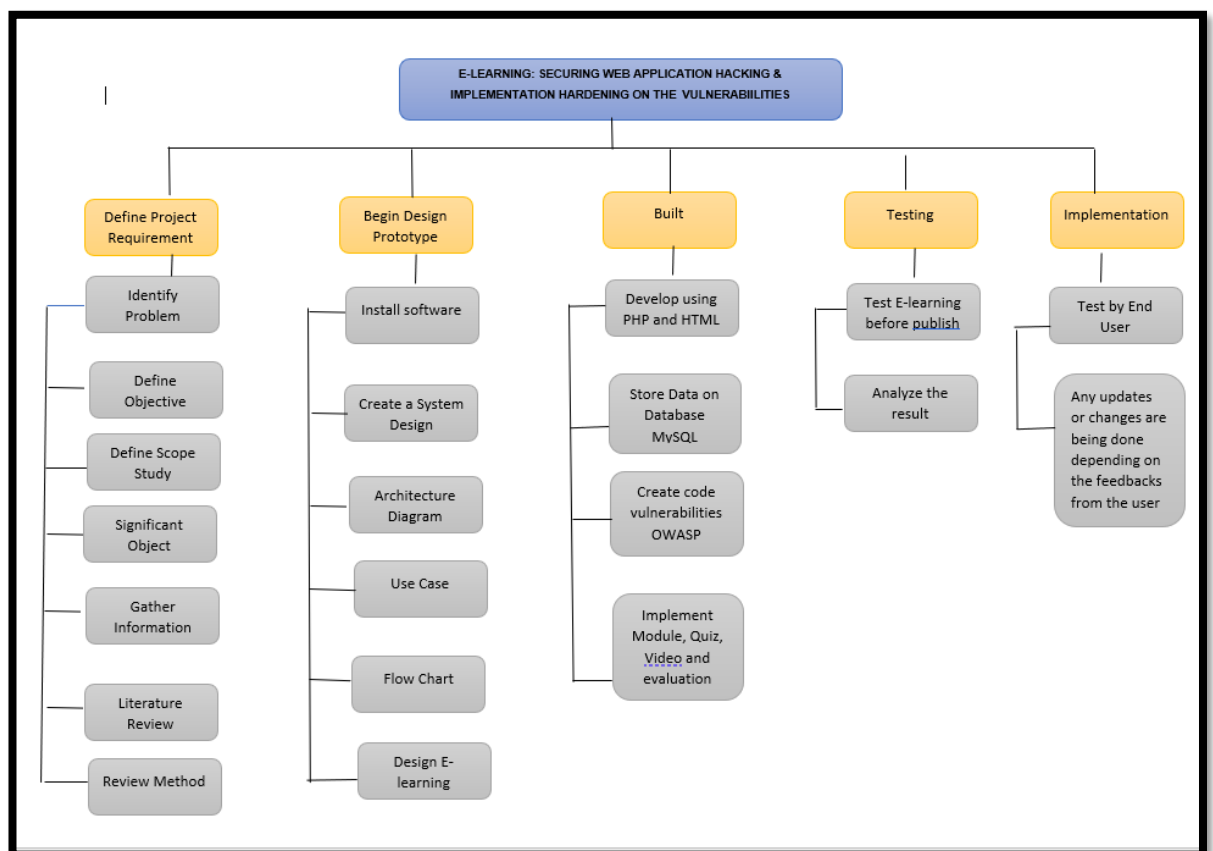 E-LEARNING: SECURING WEB APPLICATION HACKING &
IMPLEMENTATION HARDENING ON THE VULNERABIILITIES
Define Project
Requirement
Identify
Problem
Define
Objective
Define Scope
Study
Significant
Object
Gather
Information
Literature
Review
Review Method
Begin Design
Prototype
Install software
Create a System
Design
Architecture
Diagram
Use Case
Flow Chart
Design E-
learning
Built
Develop using
PHP and HTML
Store Data on
Database
MySQL
Create code
vulnerabilities
OWASP
Implement
Module, Quiz,
Video and
evaluation
Testing
Test E-learning
before publish
Analyze the
result
Implementation
Test by End
User
Any updates
or changes are
being done
depending on
the feedbacks
from the user